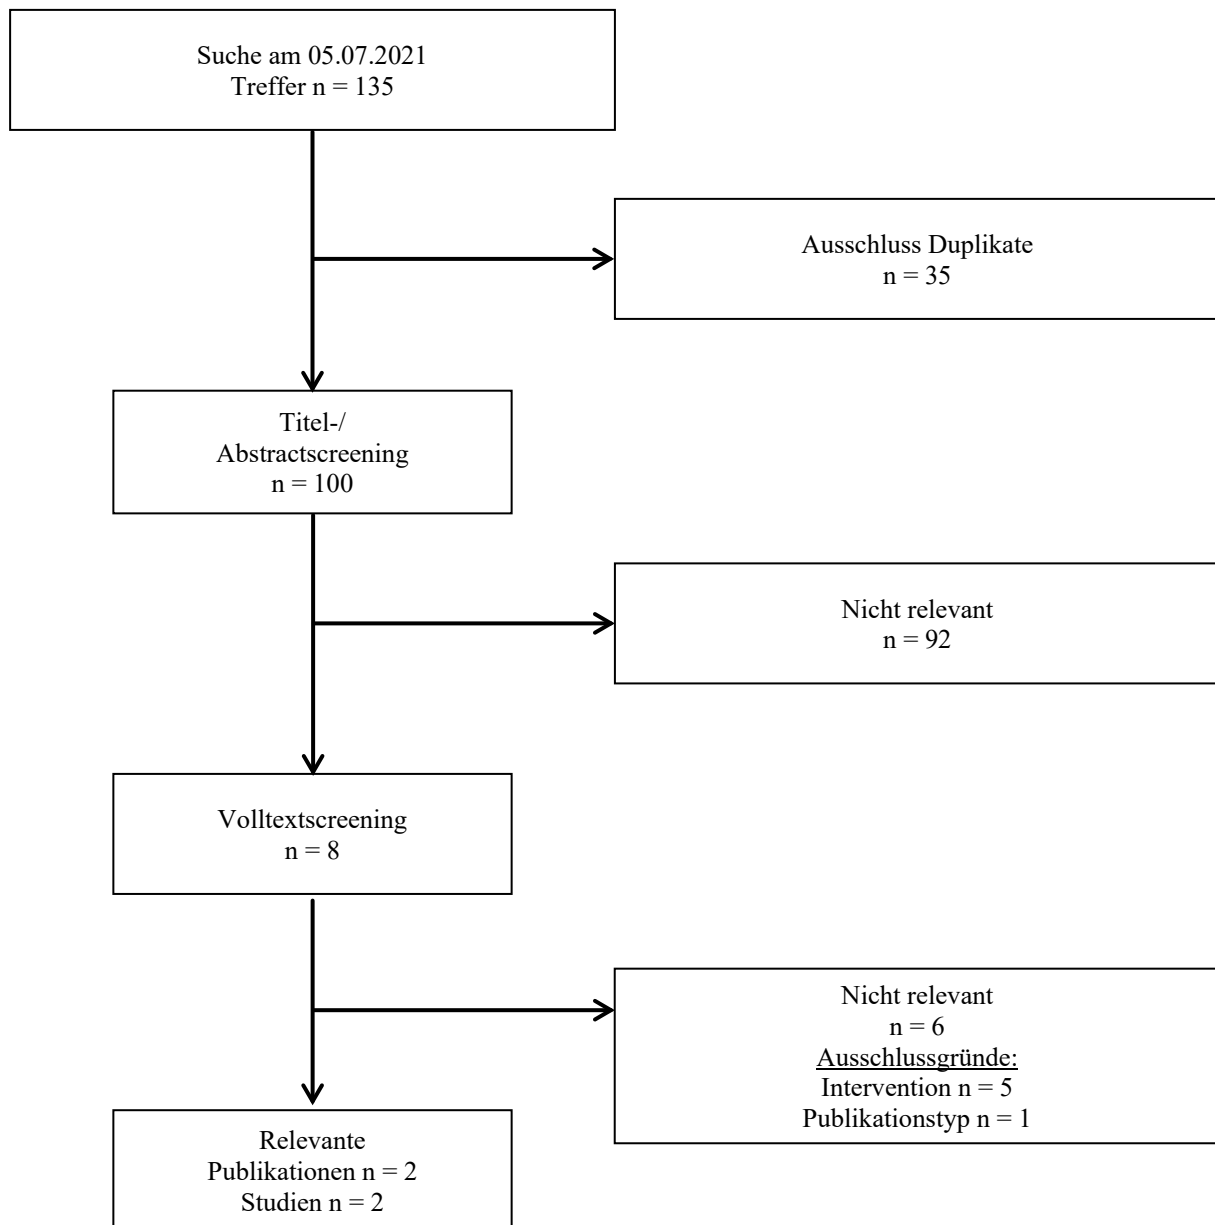 Suche am 05.07.2021
Treffer n = 135
Ausschluss Duplikate
n = 35
Titel-/
Abstractscreening
n = 100
Nicht relevant
n = 92
Volltextscreening
n = 8
Nicht relevant
n = 6
Ausschlussgründe:
Intervention n = 5
Publikationstyp n = 1
Relevante
Publikationen n = 2
Studien n = 2